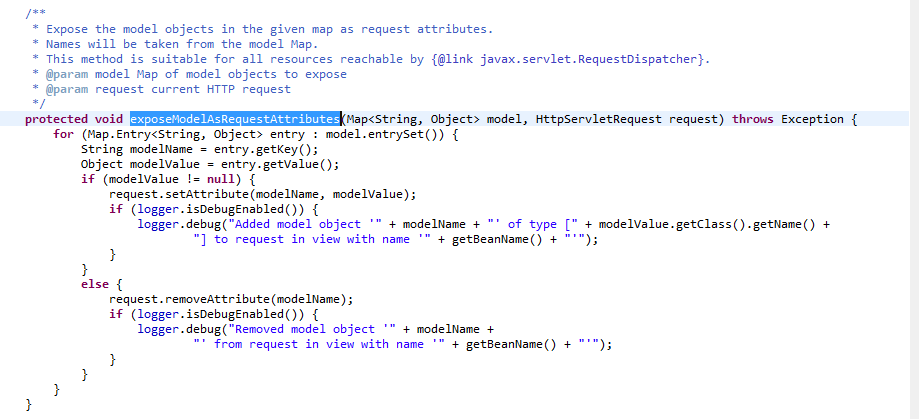 /**
 * Expose the model objects in the given map as request attributes.
 * Names will be taken from the model Map.
 * This method is suitable for all resources reachable by {@link javax.servlet.RequestDispatcher}.
 * @param model Map of model objects to expose
 * @param request current HTTP request
 */
protected void exposeModelAsRequestAttributes(Map<String, Object> model, HttpServletRequest request) throws Exception {
    for (Map.Entry<String, Object> entry : model.entrySet()) {
        String modelName = entry.getKey();
        Object modelValue = entry.getValue();
        if (modelValue != null) {
            request.setAttribute(modelName, modelValue);
            if (logger.isDebugEnabled()) {
                logger.debug("Added model object '" + modelName + "' of type [" + modelValue.getClass().getName() +
                        "] to request in view with name '" + getBeanName() + "'");
            }
        }
        else {
            request.removeAttribute(modelName);
            if (logger.isDebugEnabled()) {
                logger.debug("Removed model object '" + modelName +
                        "' from request in view with name '" + getBeanName() + "'");
            }
        }
    }
}